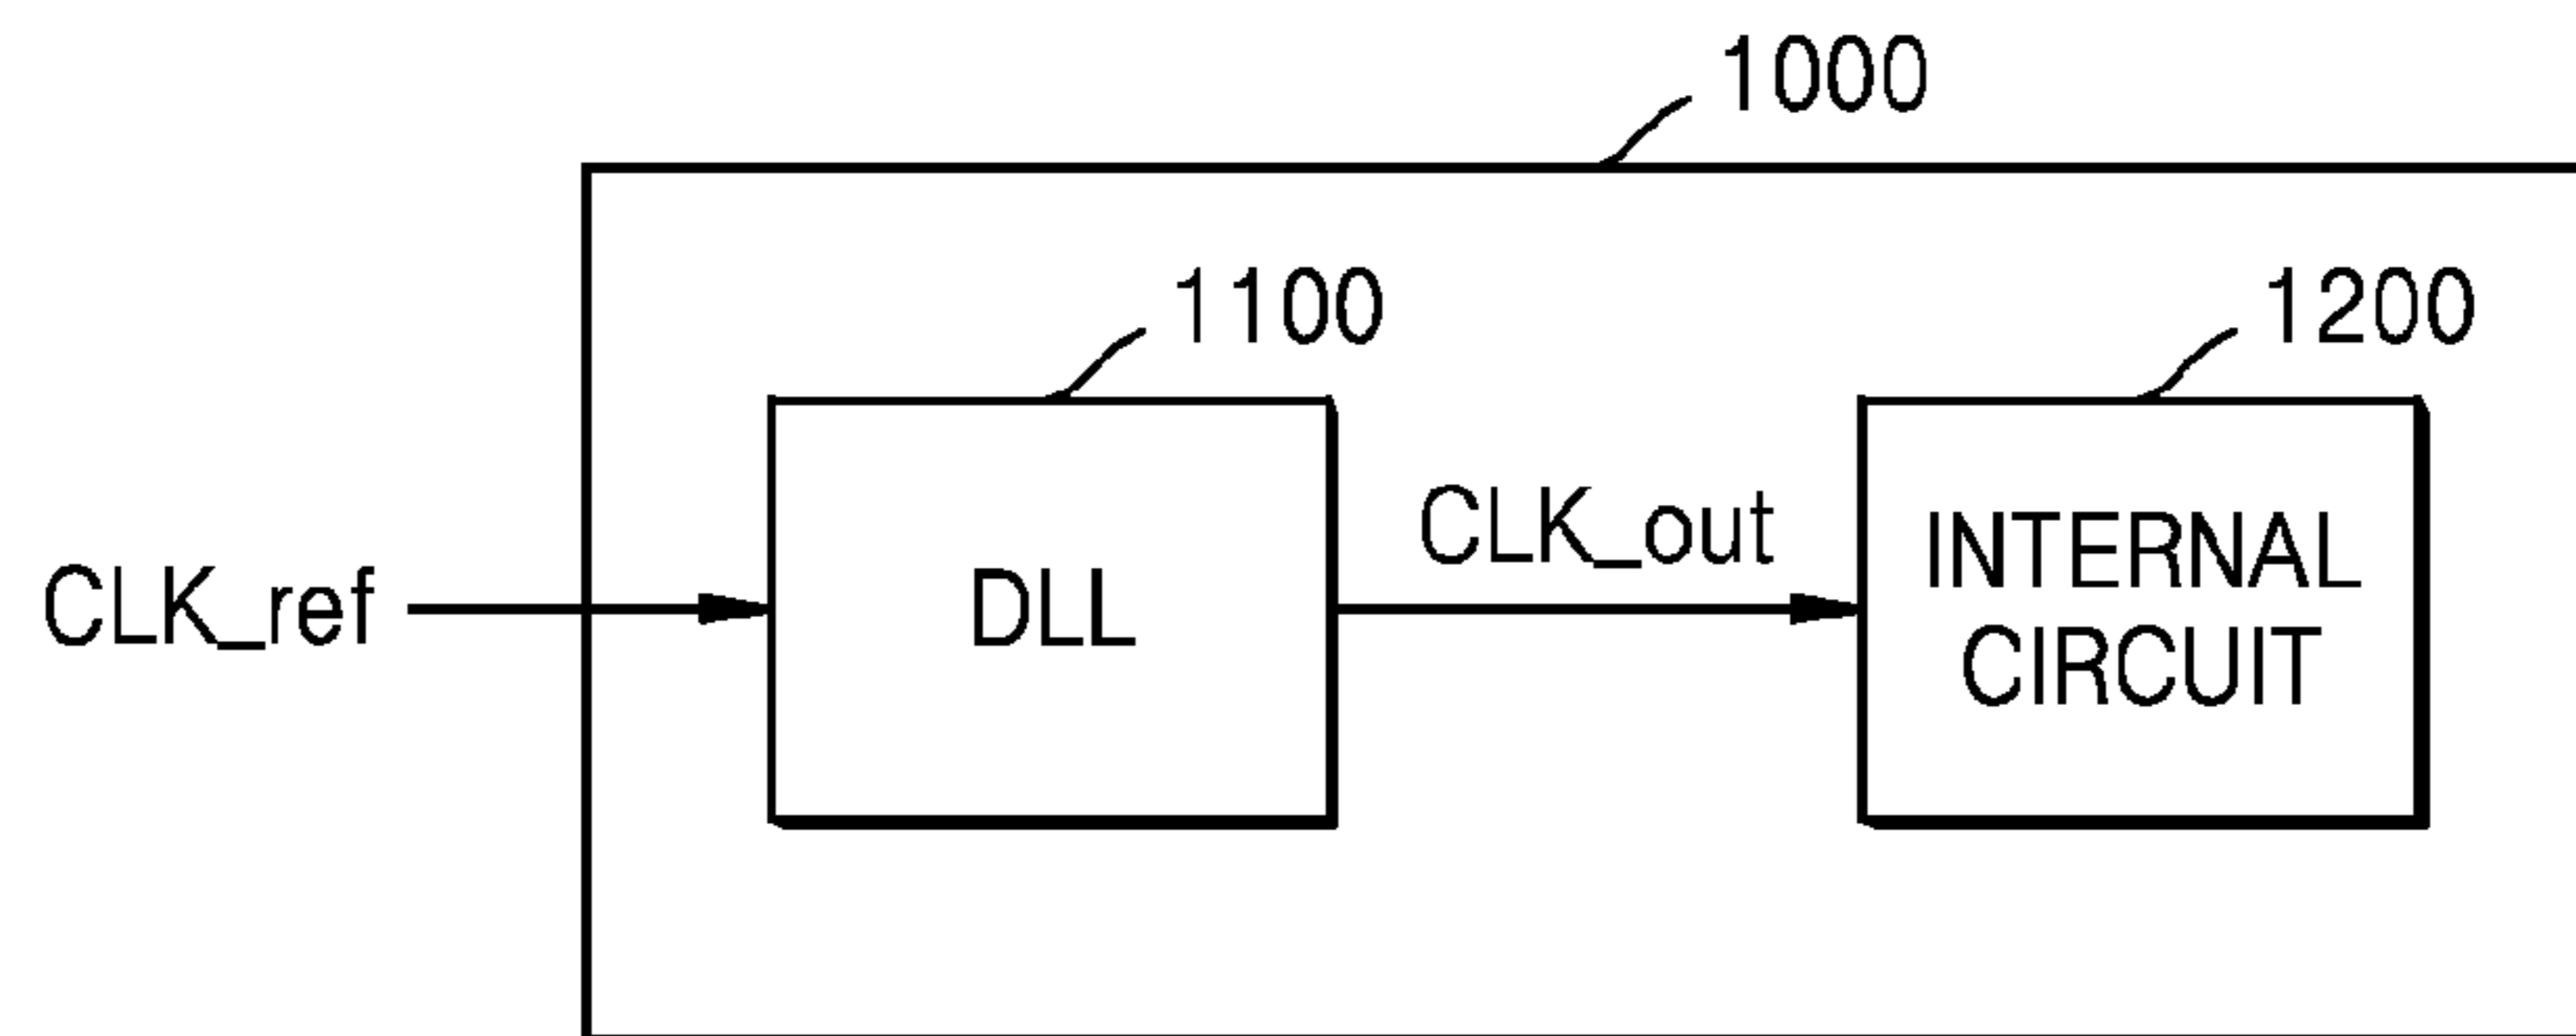 1000
1100
1200
CLK_ref
DLL
CLK_out
INTERNAL
CIRCUIT